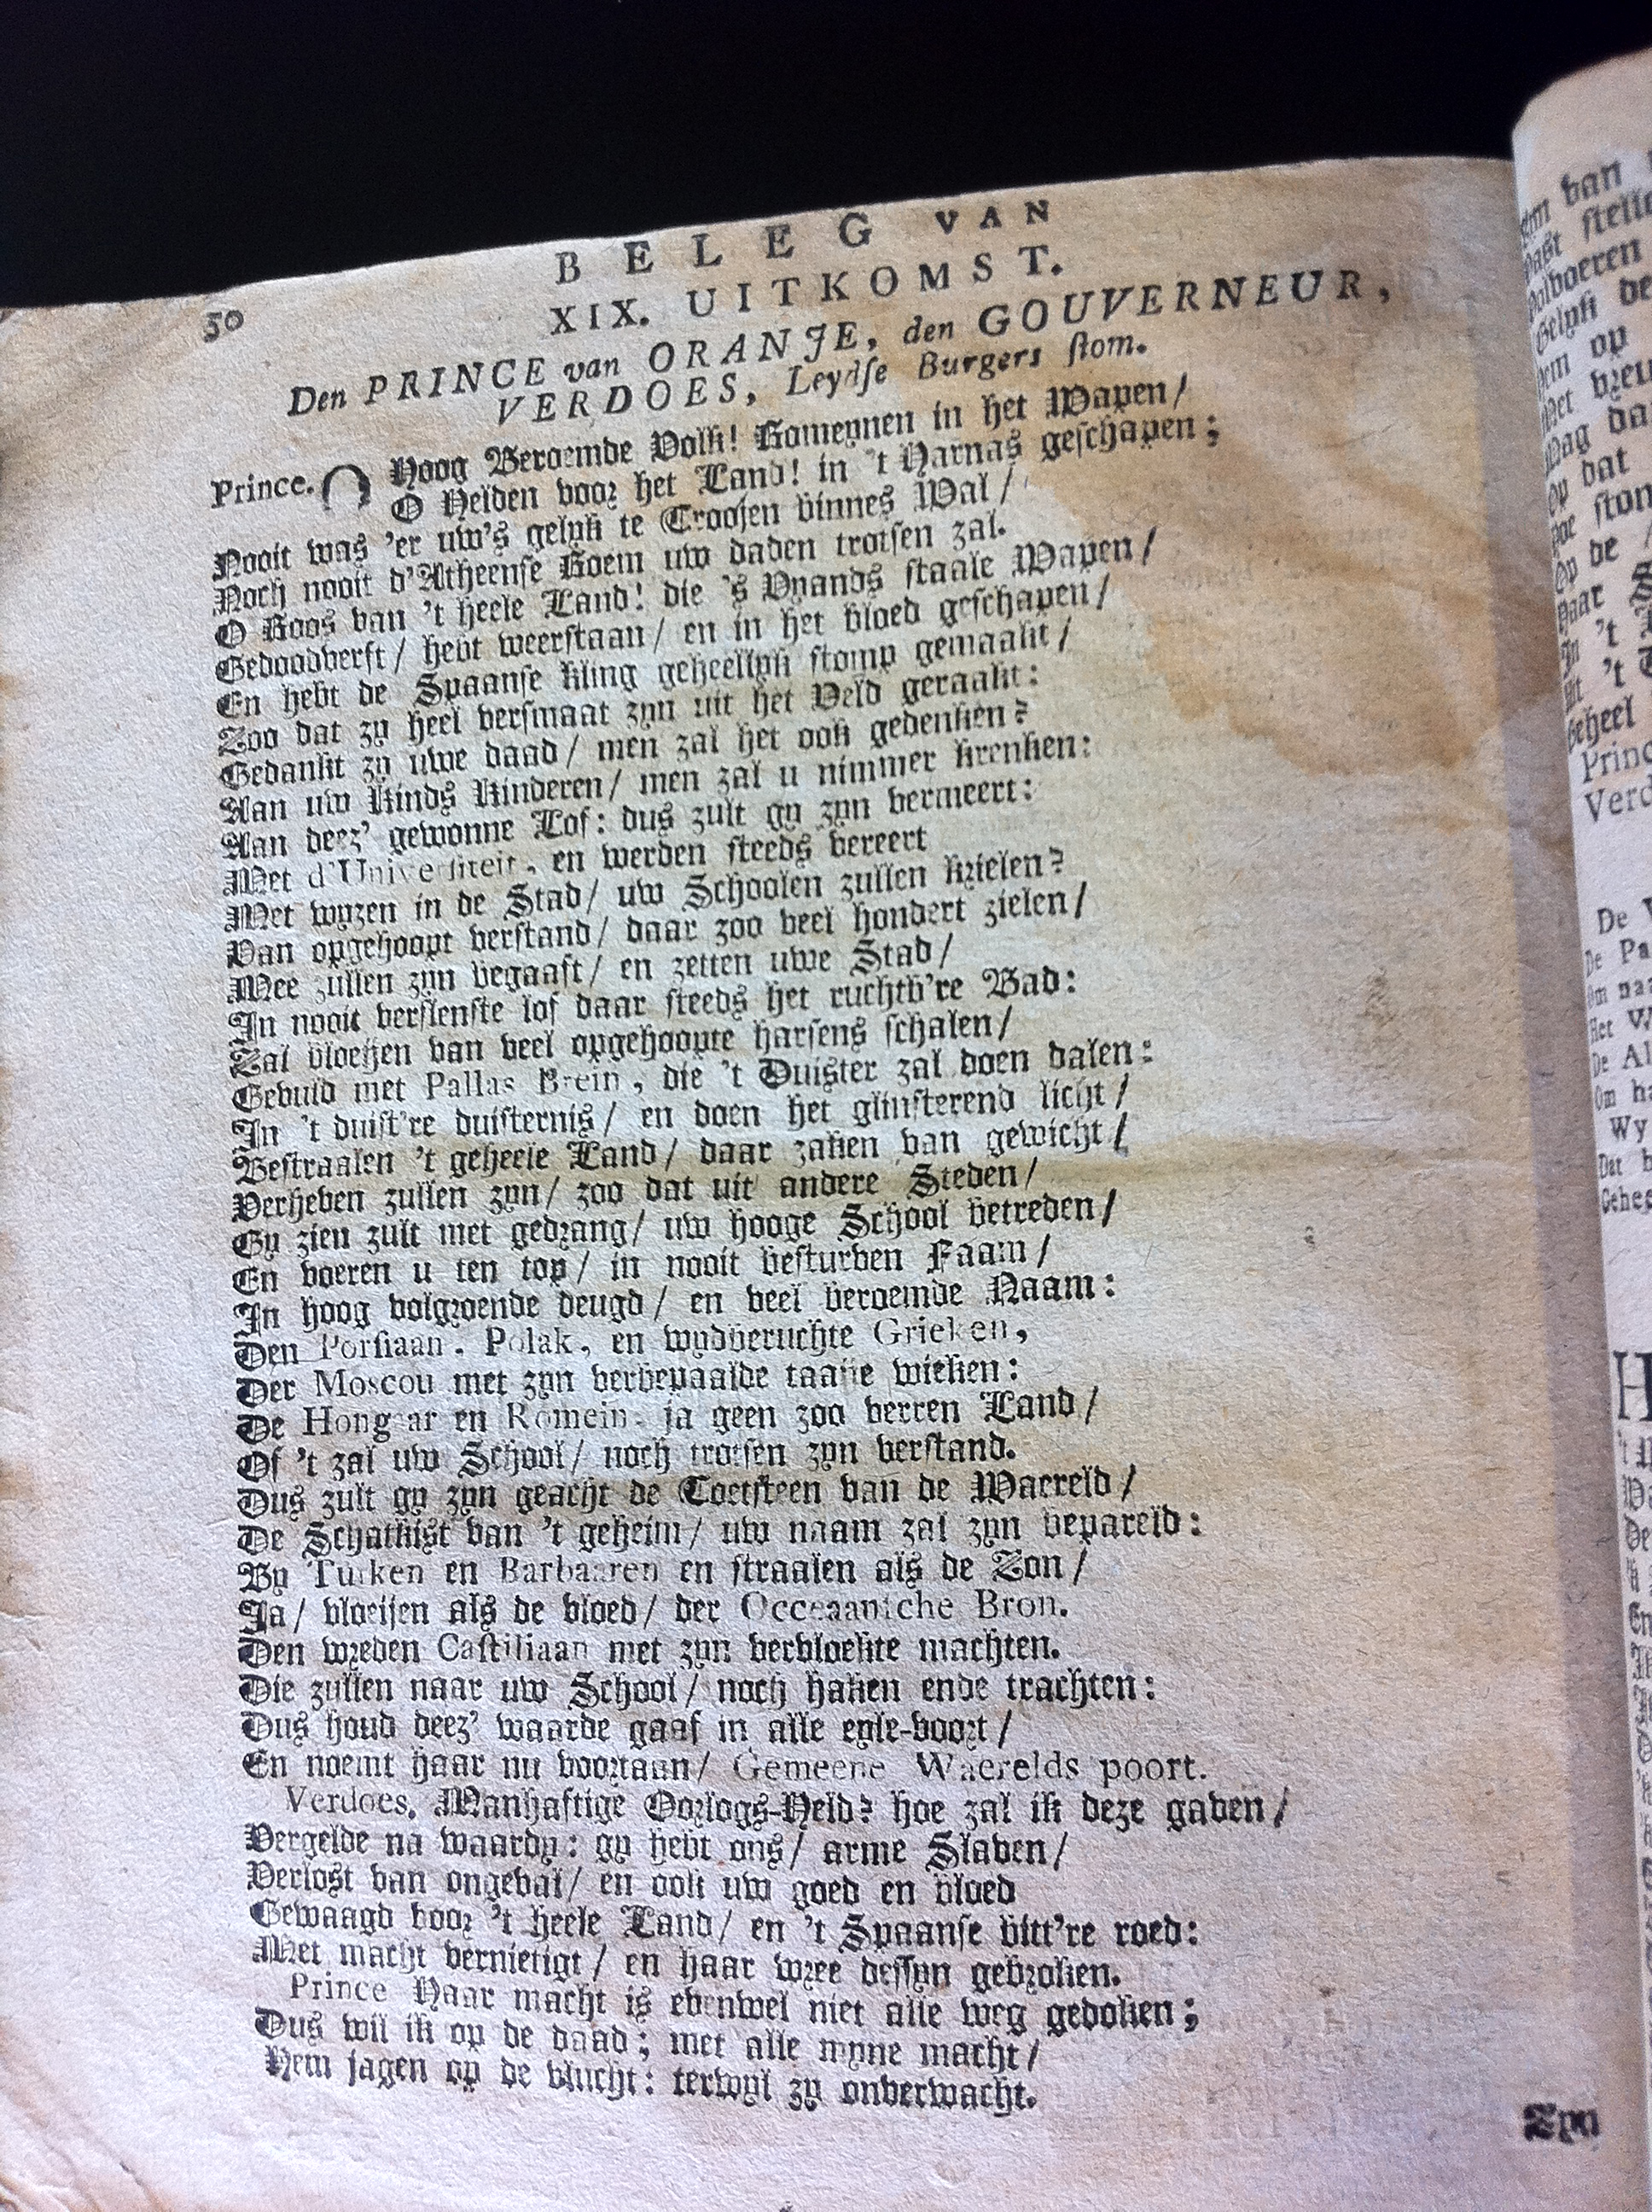 50
BELEG VAN
XIX. UITKOMST.
Den PRINCE van ORANJE, den GOUVERNEUR,
VERDOES, Leydse Burgers stom.
Prince. O Hoog Beroemde Volk! Romeynen in het Wapen/
O Helden voor het Land! in 't Harnas geschapen;
Nooit was 'er uw's gelyk te Troojen binnes Wal/
Noch nooit d'Atheense Roem uw daden trotsen zal.
O Roos van 't heele Land! die 's Vyands staale Wapen/
Gedoodverft/ hebt weerstaan/ en in het bloed geschapen/
En hebt de Spaanse kling geheellyk stomp gemaakt/
Zoo dat zy heel versmaat zyn uit het Veld geraakt:
Gedankt zy uwe daad/ men zal het ook gedenken?
Aan uw Kinds Kinderen/ men zal u nimmer krenken:
Aan deez' gewonne Lof: dus zult gy zyn vermeert:
Met d'Universiteit, en werden steeds vereert
Met wyzen in de Stad/ uw Schoolen zullen krielen?
Van opgehoopt verstand/ daar zoo veel hondert zielen/
Mee zullen zyn begaaft/ en zetten uwe Stad/
In nooit verslenste lof daar steeds het ruchtb're Bad:
Zal bloeijen van veel opgehoopte harsens schalen/
Gevuld met Pallas Brein, die 't Duister zal doen dalen:
In 't duist're duisternis/ en doen het glinsterend licht/
Bestraalen 't geheele Land/ daar zaken van gewicht/
Verheven zullen zyn/ zoo dat uit andere Steden/
Gy zien zult met gedrang/ uw hooge School betreden/
En voeren u ten top/ in nooit besturven Faam/
In hoog volgroende deugd/ en veel beroemde Naam:
Den Porsiaan, Polak, en wydberuchte Grieken,
Der Moscou met zyn verbepaalde taaije wieken:
De Hongaar en Romein, ja geen zoo verren Land/
Of 't zal uw School/ noch trotsen zyn verstand.
Dus zult gy zyn geacht de Toetsteen van de Waereld/
De Schatkist van 't geheim/ uw naam zal zyn bepareld:
By Turken en Barbaaren en straalen als de Zon/
Ja/ bloeijen als de bloed/ der Occeaansche Bron.
Den wreden Castiliaan met zyn vervloekte machten.
Die zullen naar uw School/ noch haken ende trachten:
Dus houd deez' waarde gaaf in alle eyle-voort/
En noemt haar nu voortaan/ Gemeene Waerelds poort.
Verdoes. Manhaftige Oorlogs-Held? hoe zal ik deze gaven/
Vergelde na waardy: gy hebt ons/ arme Slaven/
Verlost van ongeval/ en ook uw goed en bloed
Gewaagd voor 't heele Land/ en 't Spaanse bitt're roed:
Met macht vernietigt/ en haar wree dessyn gebroken.
Prince Haar macht is evenwel niet alle weg gedoken;
Dus wil ik op de daad; met alle myne macht/
Hem jagen op de vlucht: terwyl zy onverwacht.
Zyn